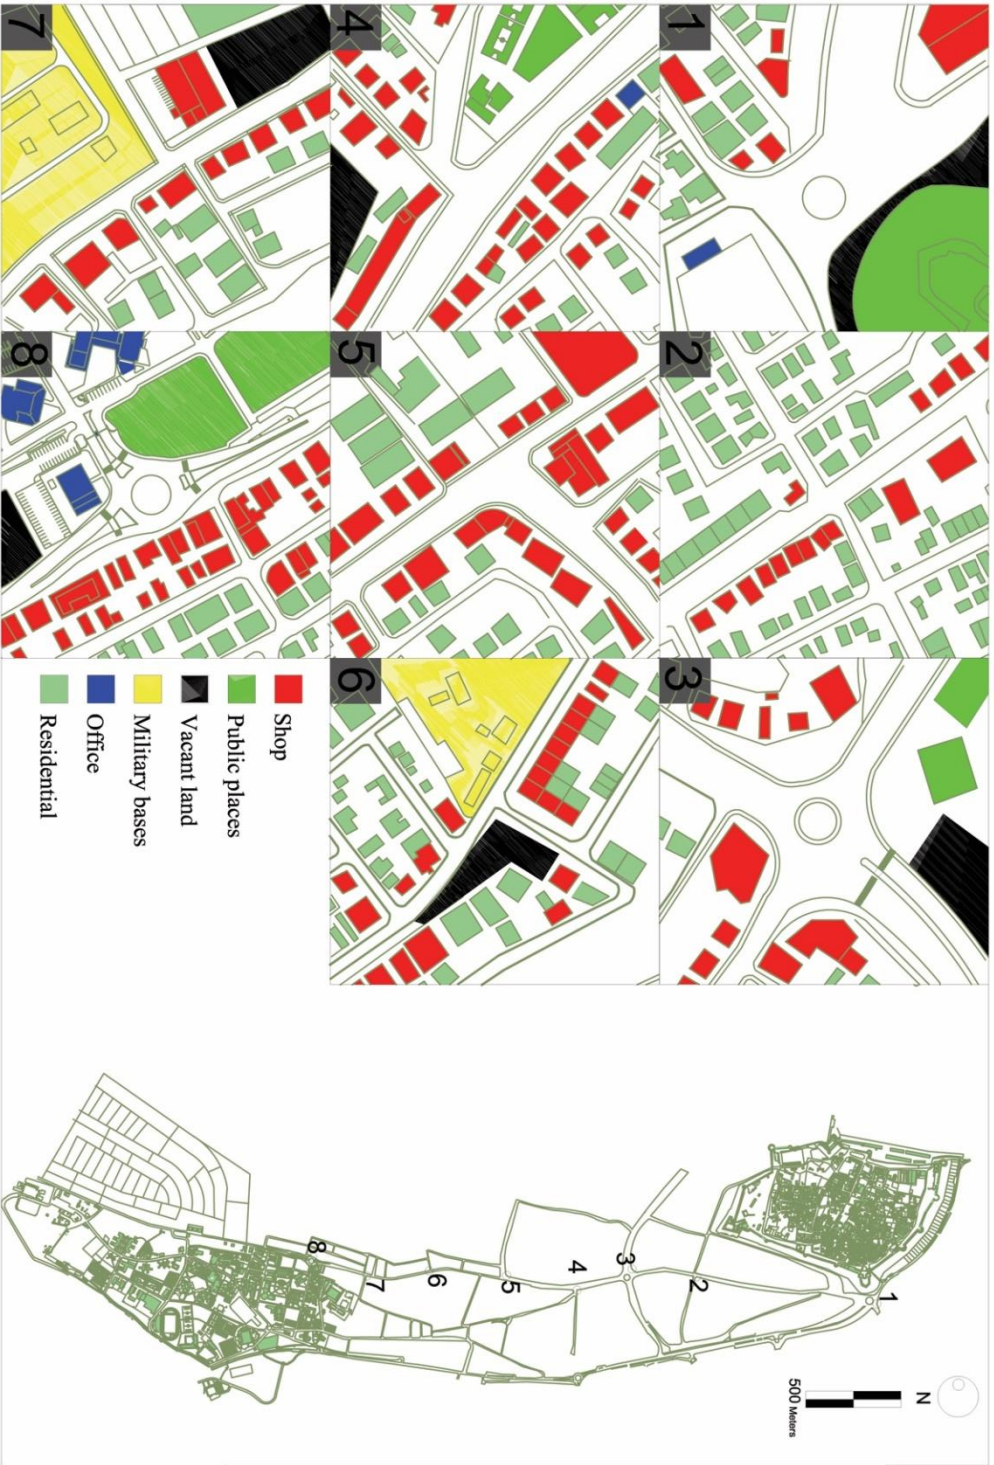 1
2
3
4
5
6
7
8
Shop
Public places
Vacant land
Military bases
Office
Residential
1
2
3
4
5
6
7
8
N
500 Meters